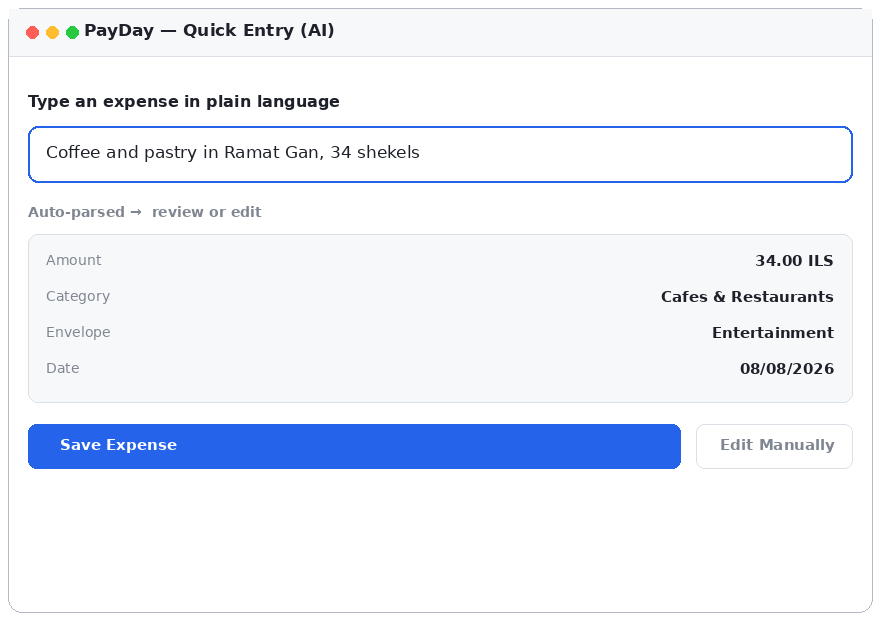 PayDay — Quick Entry (AI)
Type an expense in plain language
Coffee and pastry in Ramat Gan, 34 shekels
Auto-parsed → review or edit
Amount 34.00 ILS
Category Cafes & Restaurants
Envelope Entertainment
Date 08/08/2026
Save Expense Edit Manually